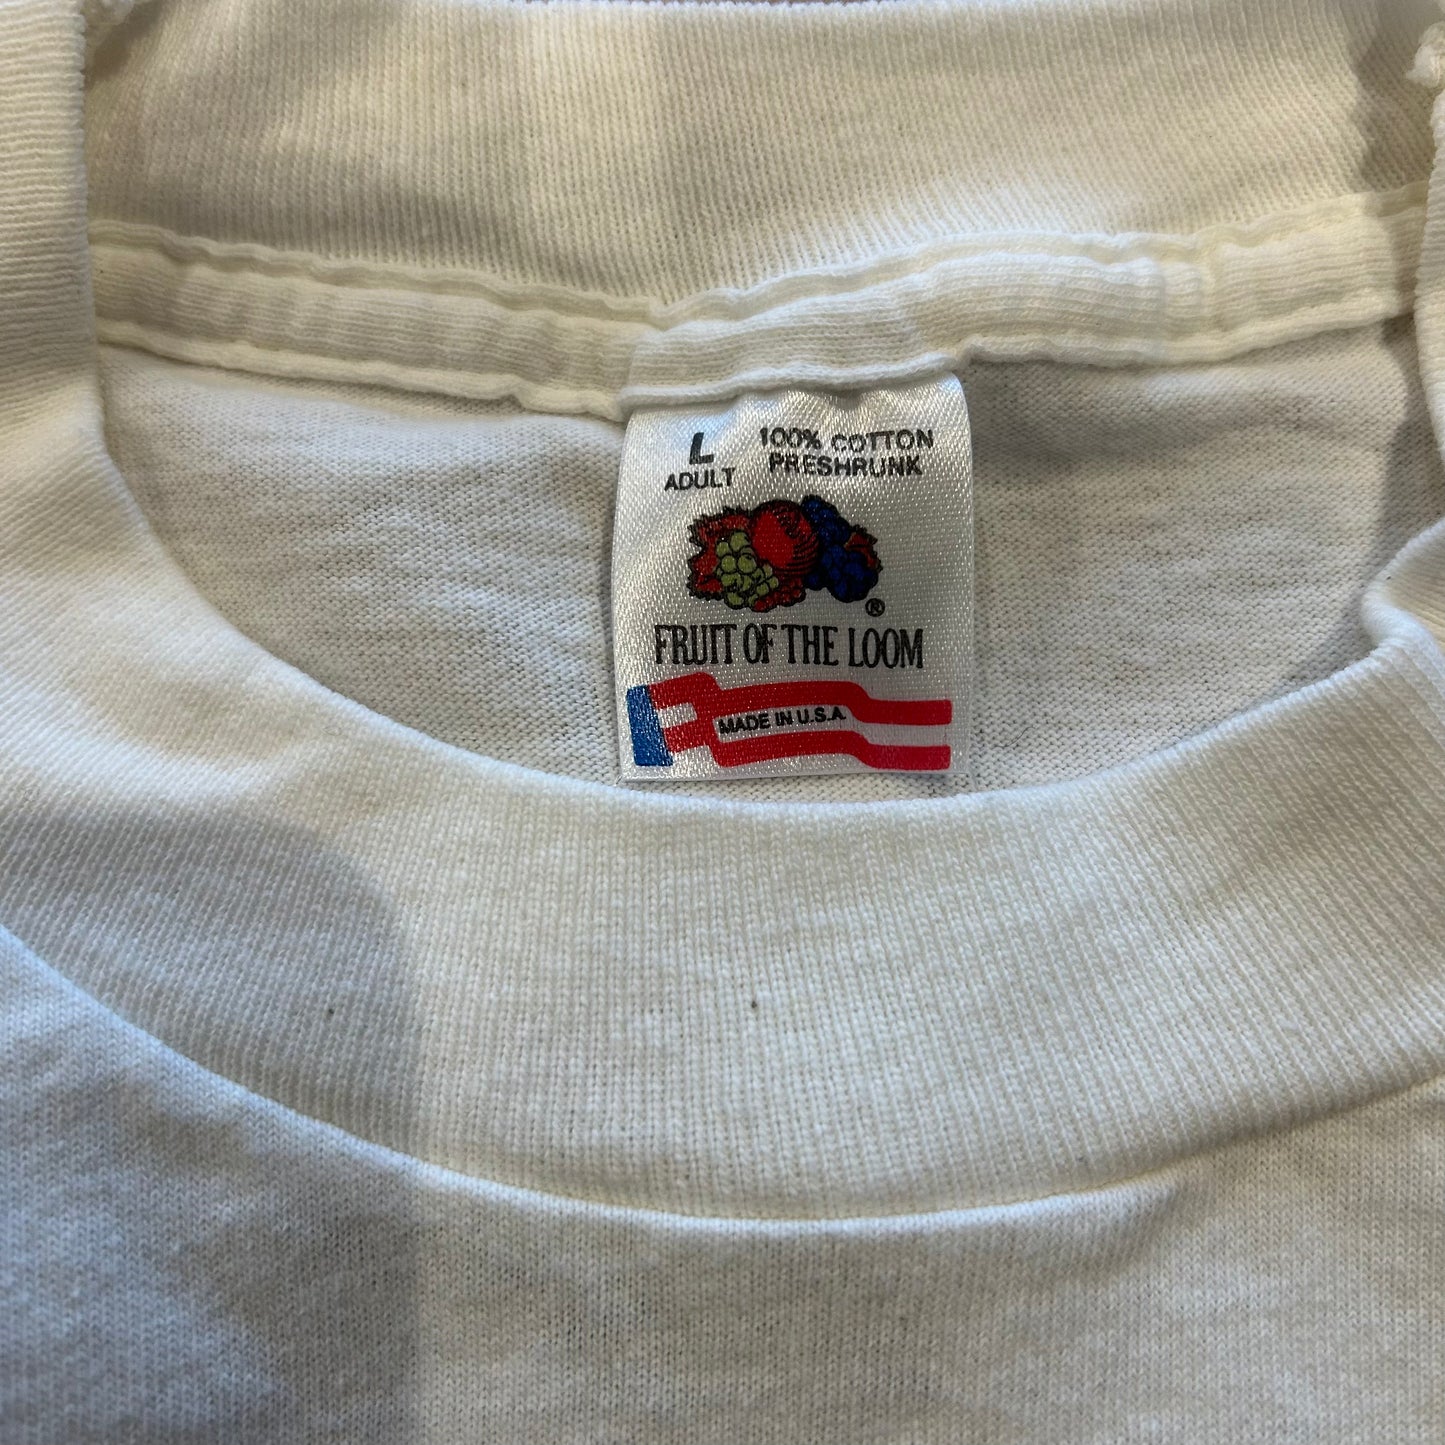 L
ADULT
100% COTTON
PRESHRUNK
®
FRUIT OF THE LOOM
MADE IN U.S.A.